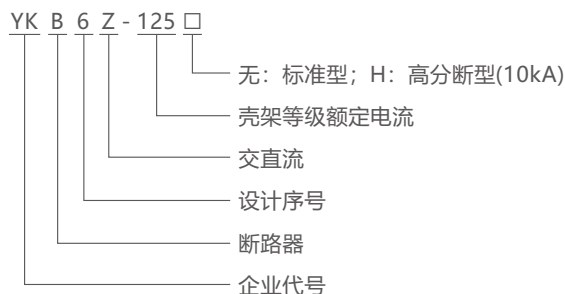 YK B 6 Z - 125 □
无：标准型；H：高分断型(10kA)
壳架等级额定电流
交直流
设计序号
断路器
企业代号